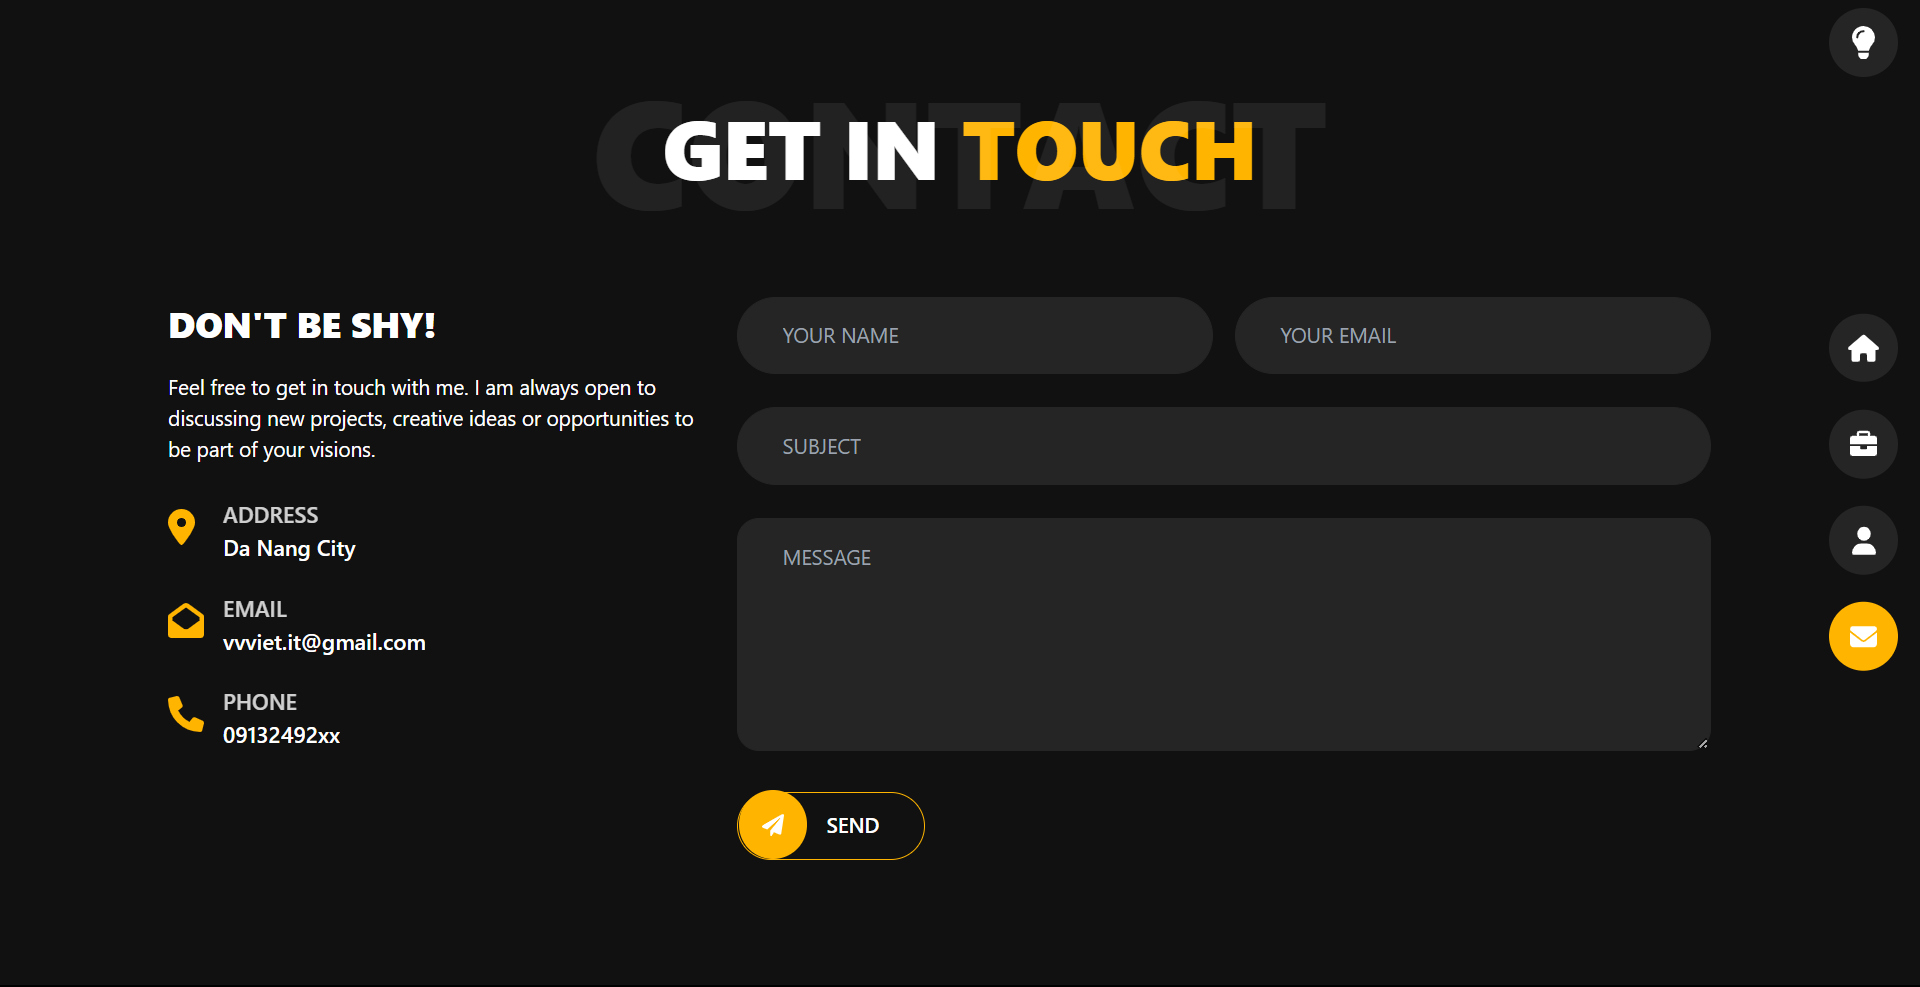 CONTACT
GET IN TOUCH
DON'T BE SHY!
Feel free to get in touch with me. I am always open to
discussing new projects, creative ideas or opportunities to
be part of your visions.
ADDRESS
Da Nang City
EMAIL
vvviet.it@gmail.com
PHONE
09132492xx
YOUR NAME
YOUR EMAIL
SUBJECT
MESSAGE
SEND